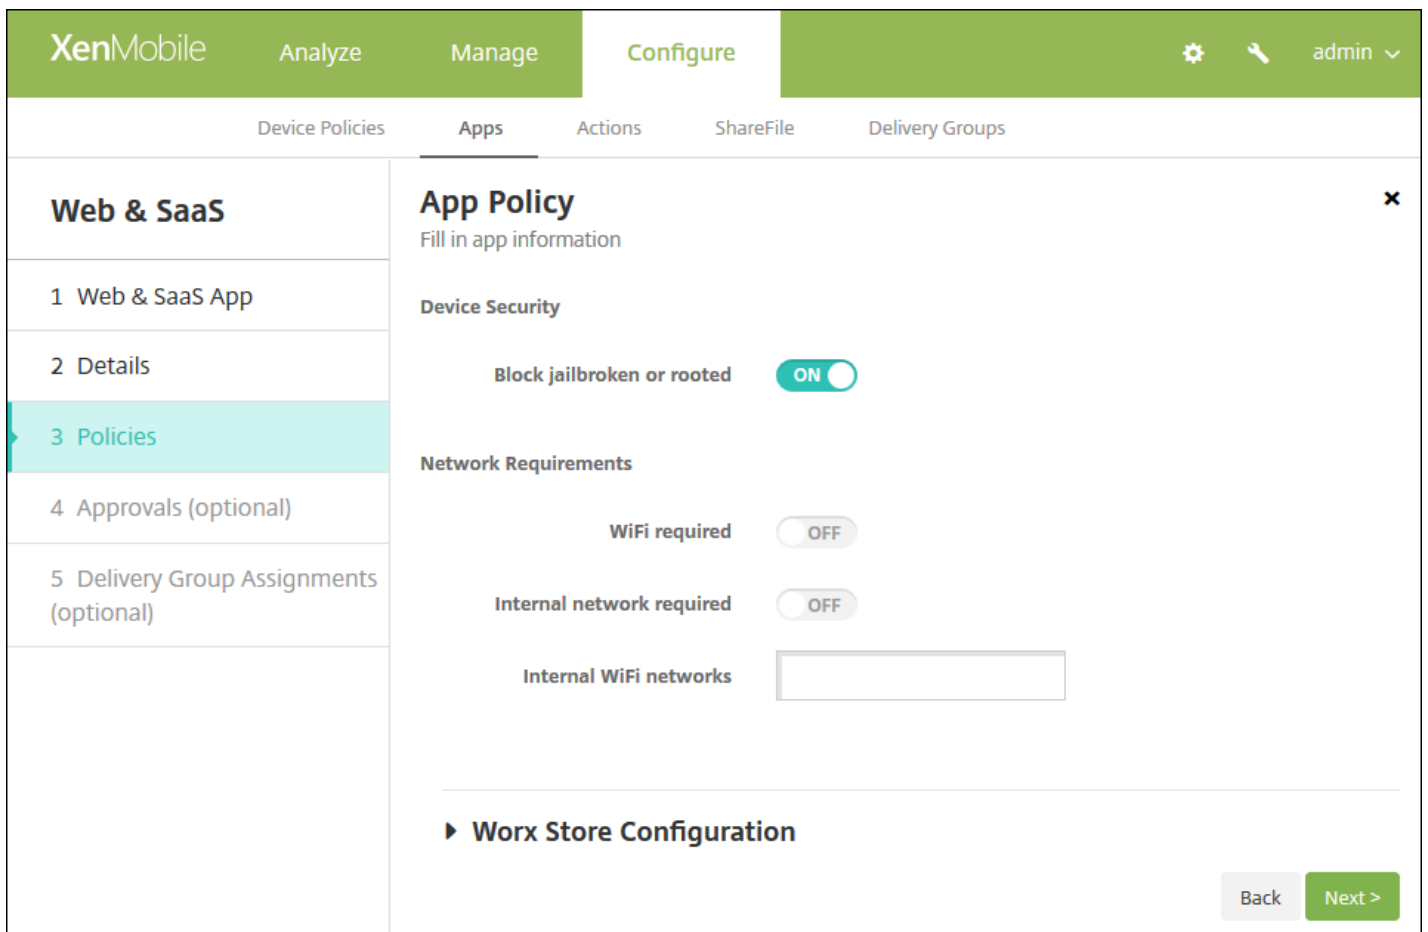 XenMobile Analyze Manage Configure admin
Device Policies Apps Actions ShareFile Delivery Groups
Web & SaaS
1 Web & SaaS App
2 Details
3 Policies
4 Approvals (optional)
5 Delivery Group Assignments
(optional)
App Policy
Fill in app information
Device Security
Block jailbroken or rooted ON
Network Requirements
WiFi required OFF
Internal network required OFF
Internal WiFi networks
Worx Store Configuration
Back Next >